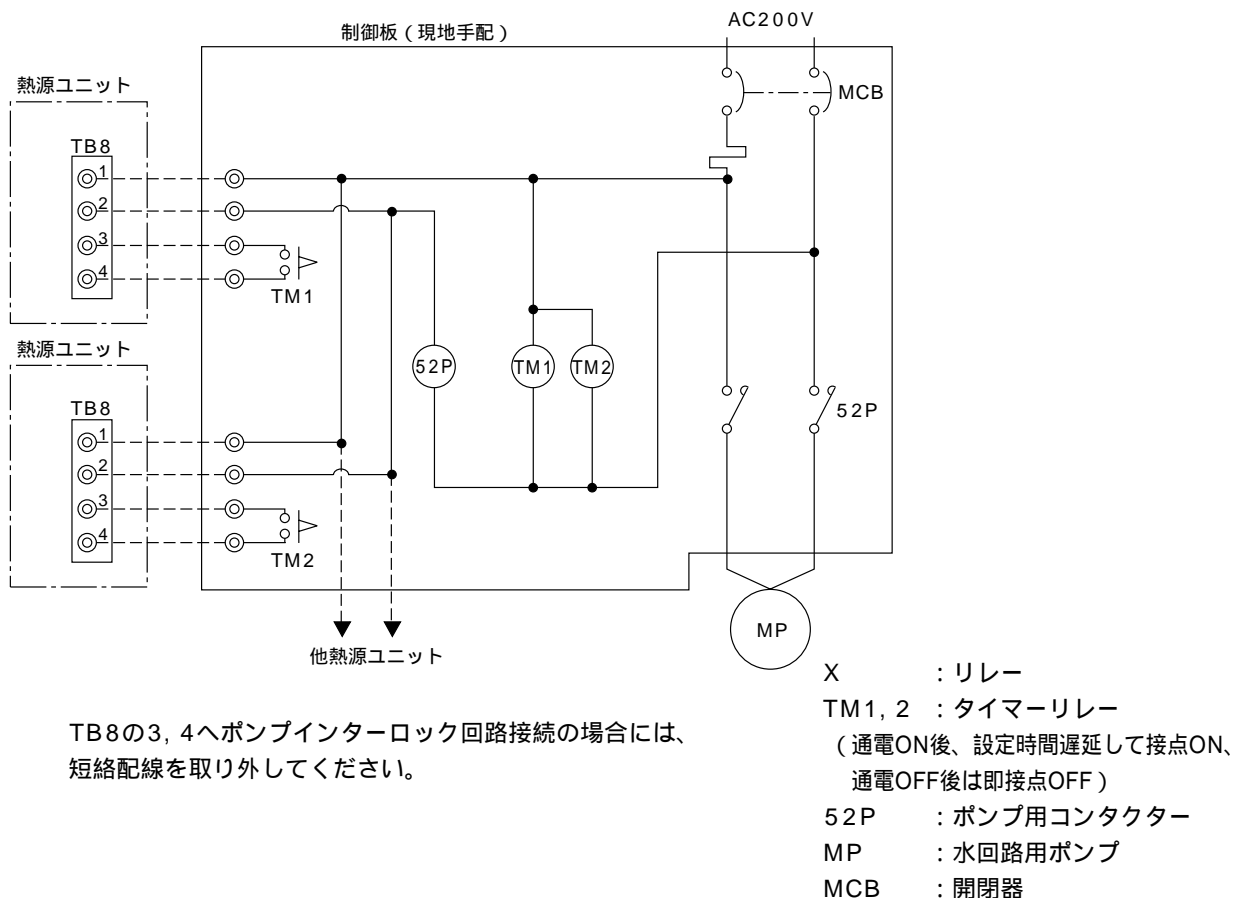 AC200V
制御板（現地手配）
MCB
熱源ユニット
TB8
1
2
3
4
TM1
熱源ユニット
52P
TM1
TM2
TB8
52P
1
2
3
4
TM2
MP
他熱源ユニット
TB8の3, 4へポンプインターロック回路接続の場合には、
短絡配線を取り外してください。
X ：リレー
TM1, 2 ：タイマーリレー
（通電ON後、設定時間遅延して接点ON、
通電OFF後は即接点OFF）
52P ：ポンプ用コンタクター
MP ：水回路用ポンプ
MCB ：開閉器